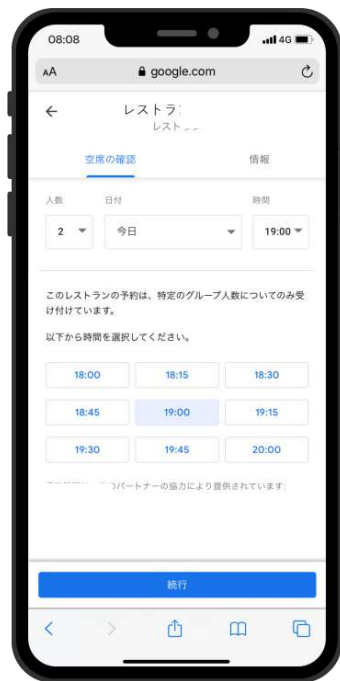 08:08
4G
AA google.com
レストラ
レスト
空席の確認 情報
人数 日付 時間
2 今日 19:00
このレストランの予約は、特定のグループ人数についてのみ受
け付けています。
以下から時間を選択してください。
18:00 18:15 18:30
18:45 19:00 19:15
19:30 19:45 20:00
パートナーの協力により提供されています:
続行